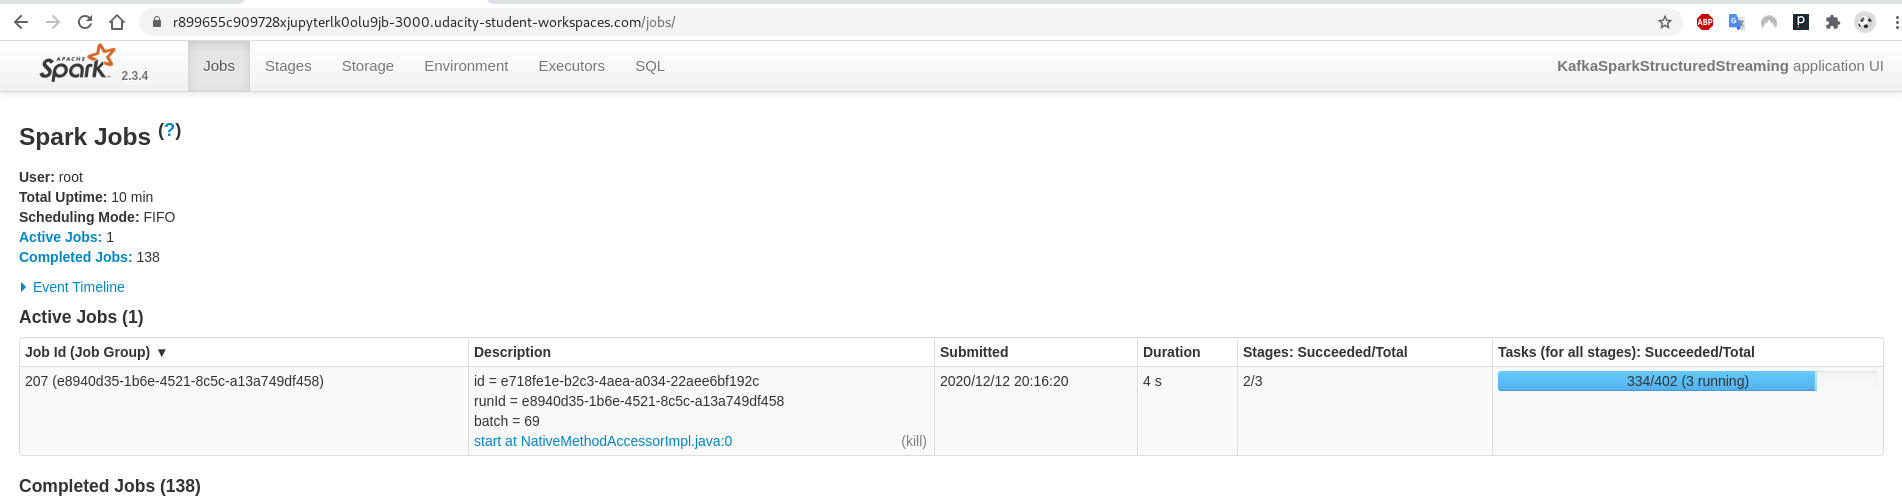 r899655c909728xjupyterlk0olu9jb-3000.udacity-student-workspaces.com/jobs/
ABP
G
P
APACHE
Spark 2.3.4
Jobs Stages Storage Environment Executors SQL
KafkaSparkStructuredStreaming application UI
Spark Jobs (?)
User: root
Total Uptime: 10 min
Scheduling Mode: FIFO
Active Jobs: 1
Completed Jobs: 138
Event Timeline
Active Jobs (1)
Job Id (Job Group) ▼ Description Submitted Duration Stages: Succeeded/Total Tasks (for all stages): Succeeded/Total
207 (e8940d35-1b6e-4521-8c5c-a13a749df458) id = e718fe1e-b2c3-4aea-a034-22aee6bf192c 2020/12/12 20:16:20 4 s 2/3 334/402 (3 running)
runId = e8940d35-1b6e-4521-8c5c-a13a749df458
batch = 69
start at NativeMethodAccessorImpl.java:0 (kill)
Completed Jobs (138)